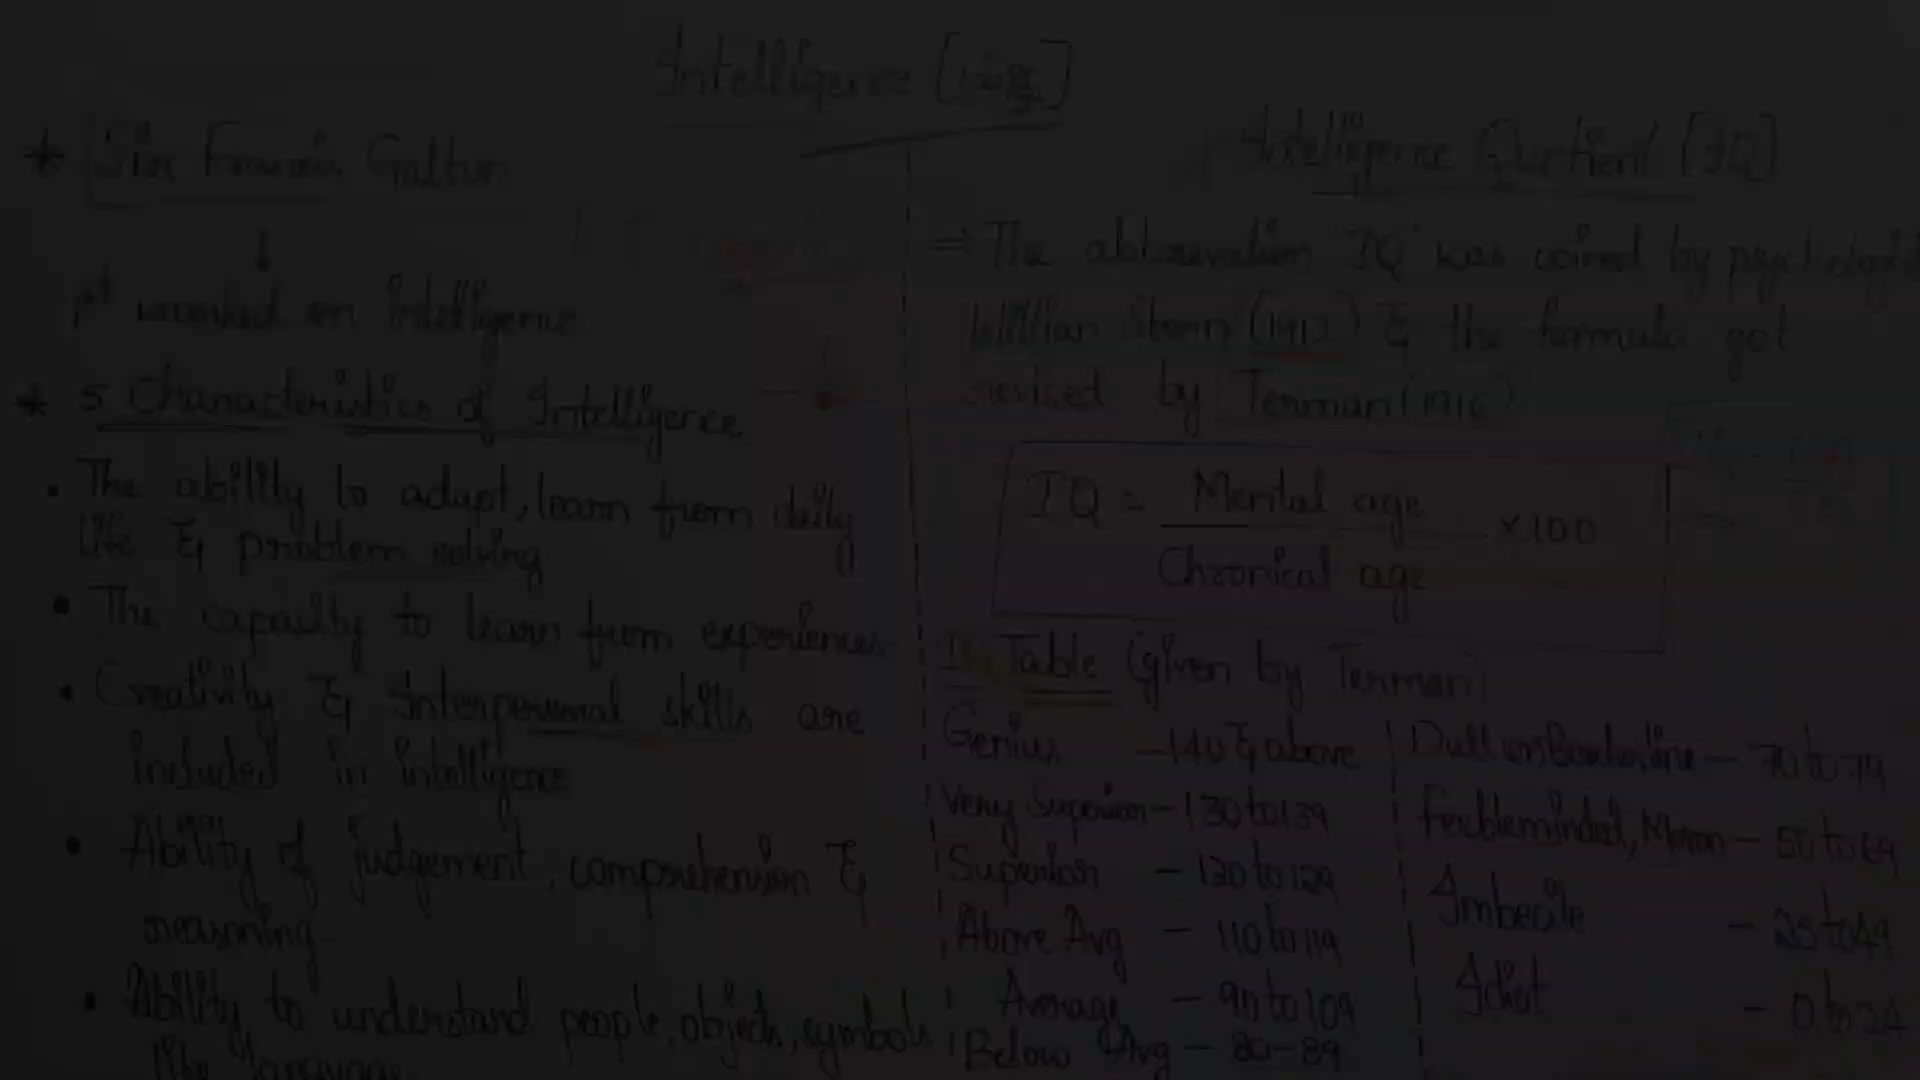 Intelligence
* Sir Francis Galton
↓
1st worked on intelligence
* 5 Characteristics of Intelligence
• The ability to adapt, learn from daily
life & problem solving
• The capacity to learn from experiences
• Creativity & Interpersonal skills are
included in intelligence
• Ability of judgement, comprehension &
reasoning
• Ability to understand people, objects, symbols
like language
Intelligence Quotient [IQ]
⇒ The abbrevation "IQ" was coined by psychologist
William Stern (1912) & the formula got
revised by Terman (1916)
IQ = Mental age
Chronical age
×100
IQ Table (given by Terman)
Genius - 140 & above
Very Superior - 130 to 139
Superior - 120 to 129
Above Avg - 110 to 119
Average - 90 to 109
Below Avg - 80-89
Dull or Borderline - 70 to 79
Feebleminded, Moron - 50 to 69
Imbecile - 25 to 49
Idiot - 0 to 24